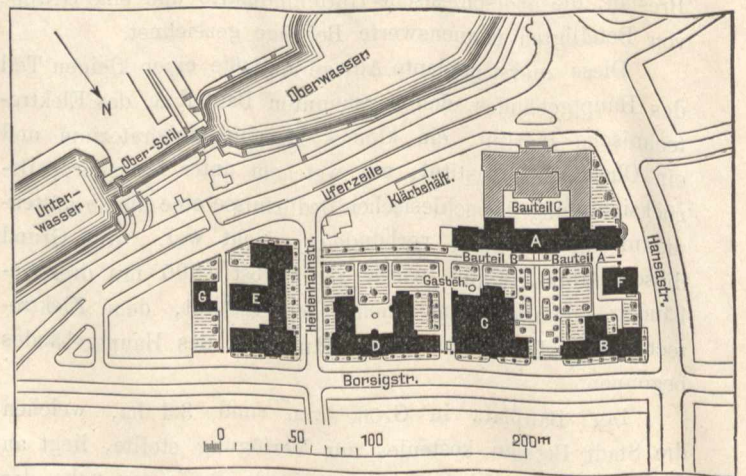 Oberwasser
N
Ober-Schl.
Unter-
wasser
Uferzeile
Klärbehält.
Bauteil C
A
Bauteil B
Bauteil A
Hansastr.
Heidenhainstr.
Gasbeh.
G
E
F
D
C
B
Borsigstr.
0 50 100 200m